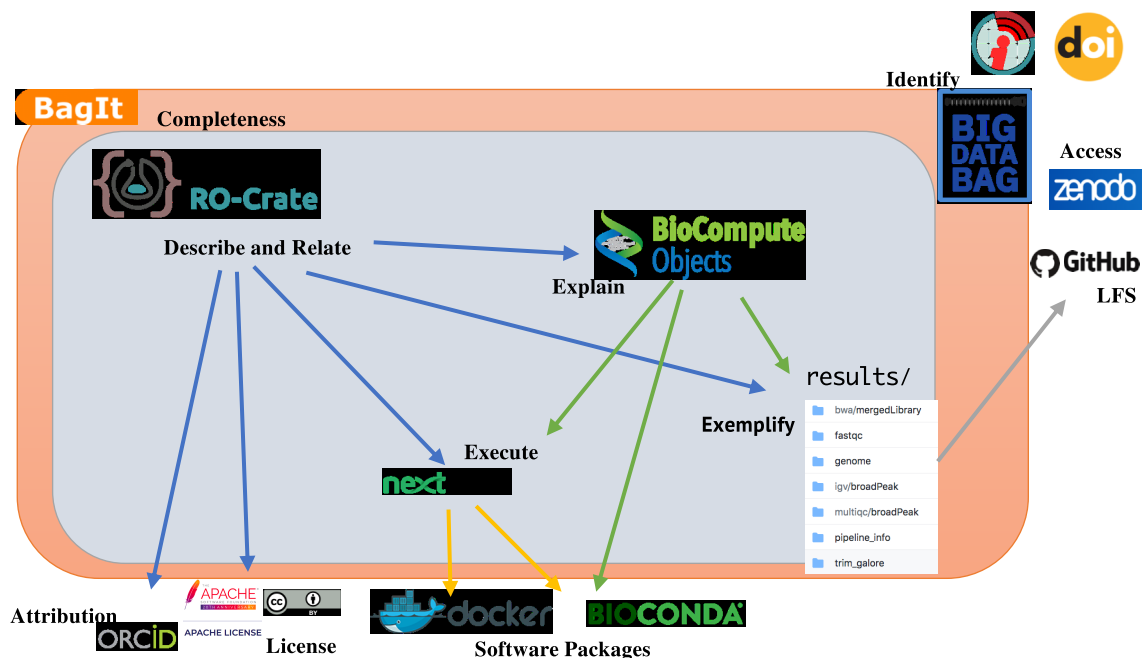 doi
Identify
BagIt
Completeness
BIG
DATA
BAG
Access
zenodo
RO-Crate
Describe and Relate
BioCompute
Objects
Explain
GitHub
LFS
results/
Exemplify
bwa/mergedLibrary
fastqc
genome
igv/broadPeak
multiqc/broadPeak
pipeline_info
trim_galore
Execute
next
Attribution
ORCiD
APACHE
APACHE LICENSE
cc
BY
License
docker
BIOCONDA
Software Packages